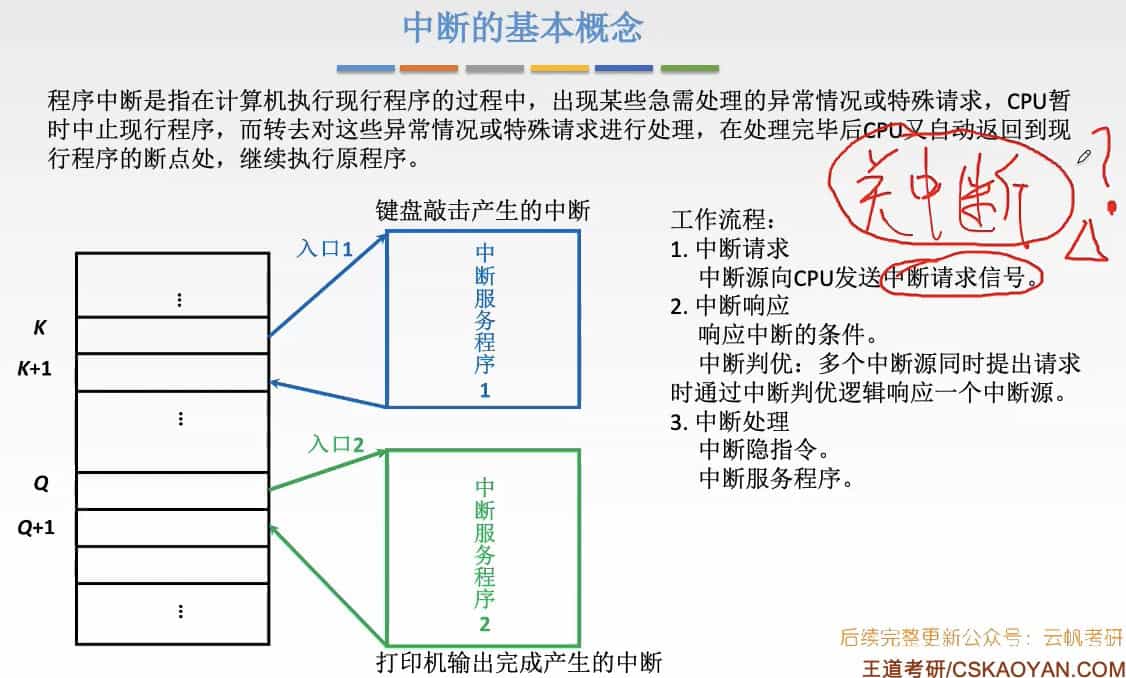 中断的基本概念
程序中断是指在计算机执行现行程序的过程中，出现某些急需处理的异常情况或特殊请求，CPU暂
时中止现行程序，而转去对这些异常情况或特殊请求进行处理，在处理完毕后CPU又自动返回到现
行程序的断点处，继续执行原程序。
关中断
？
键盘敲击产生的中断
入口1
中断服务程序1
⋮
K
K+1
⋮
Q
Q+1
⋮
入口2
中断服务程序2
打印机输出完成产生的中断
工作流程：
1. 中断请求
中断源向CPU发送中断请求信号。
2. 中断响应
响应中断的条件。
中断判优：多个中断源同时提出请求
时通过中断判优逻辑响应一个中断源。
3. 中断处理
中断隐指令。
中断服务程序。
后续完整更新公众号：云帆考研
王道考研/CSKAOYAN.COM